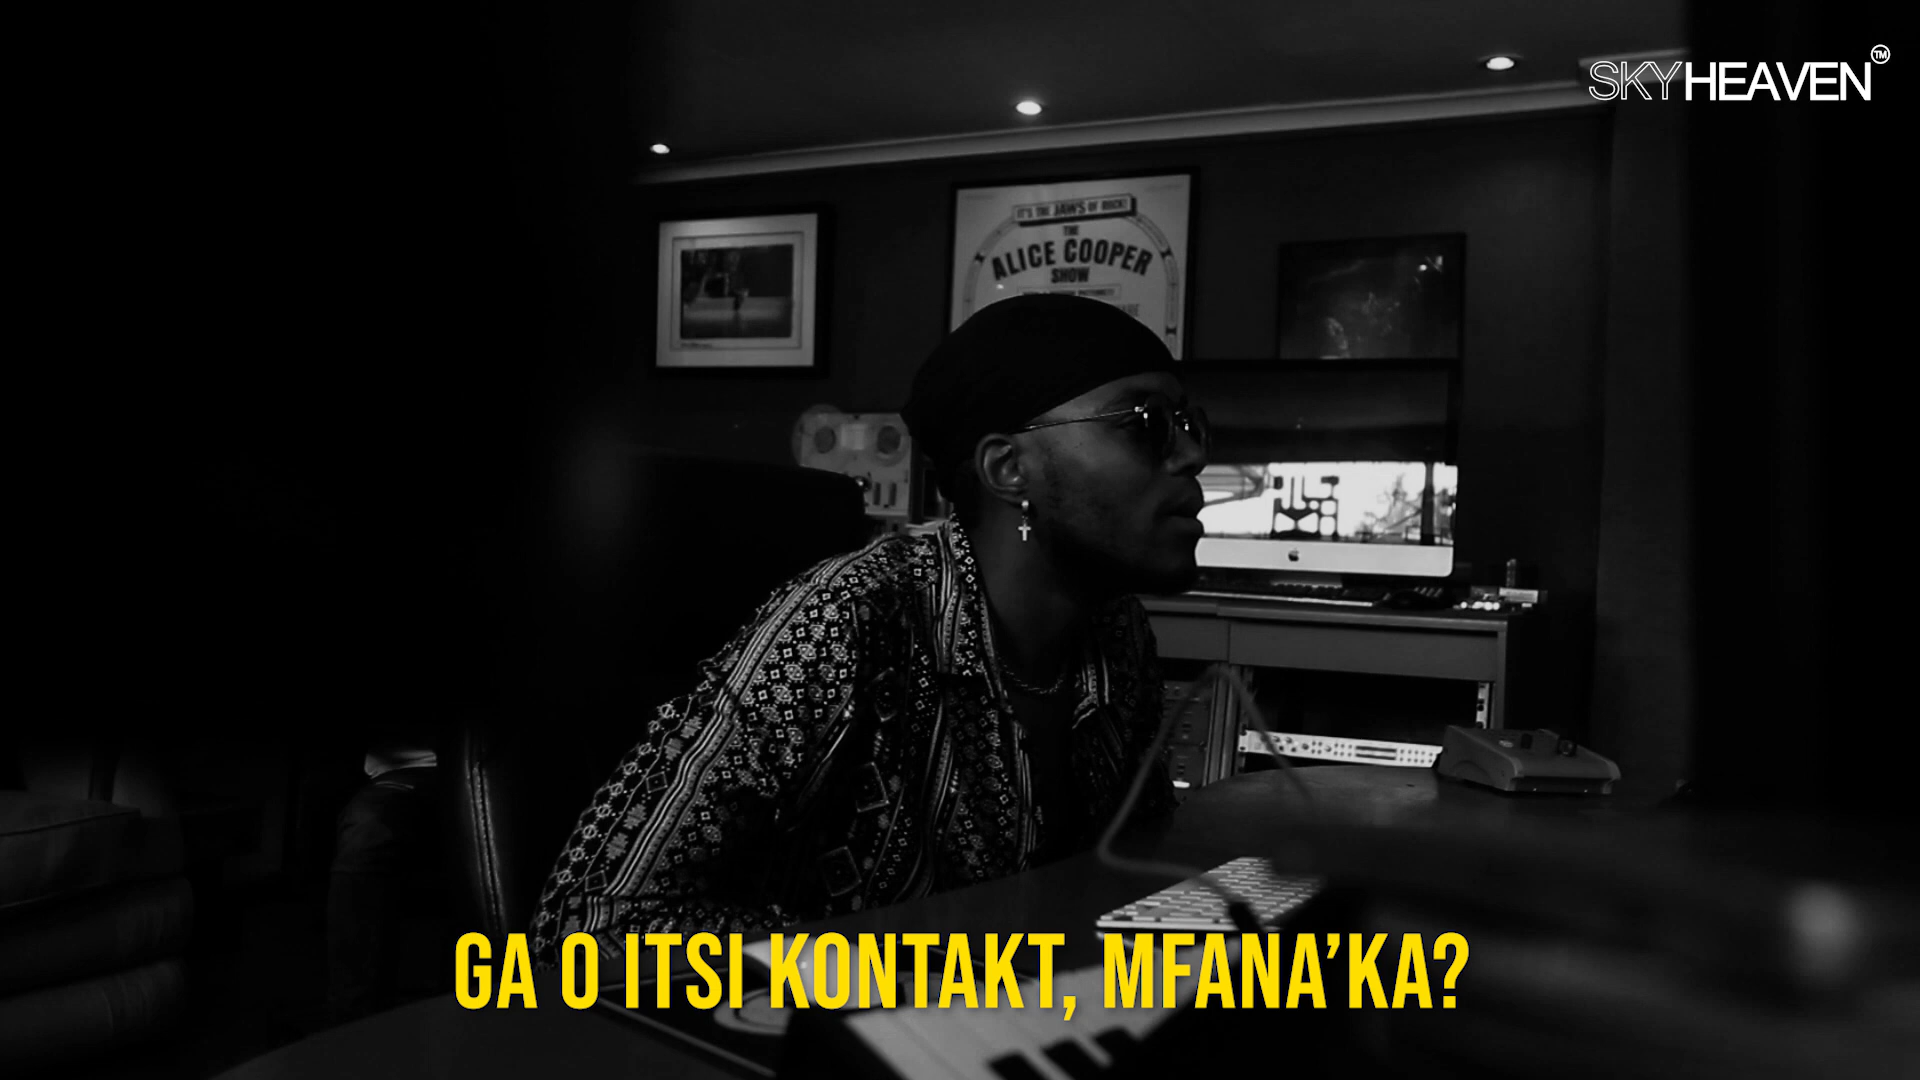 SKYHEAVEN™
IT'S THE JAWS OF ROCK!
THE
ALICE COOPER
SHOW
GA O ITSI KONTAKT, MFANA'KA?